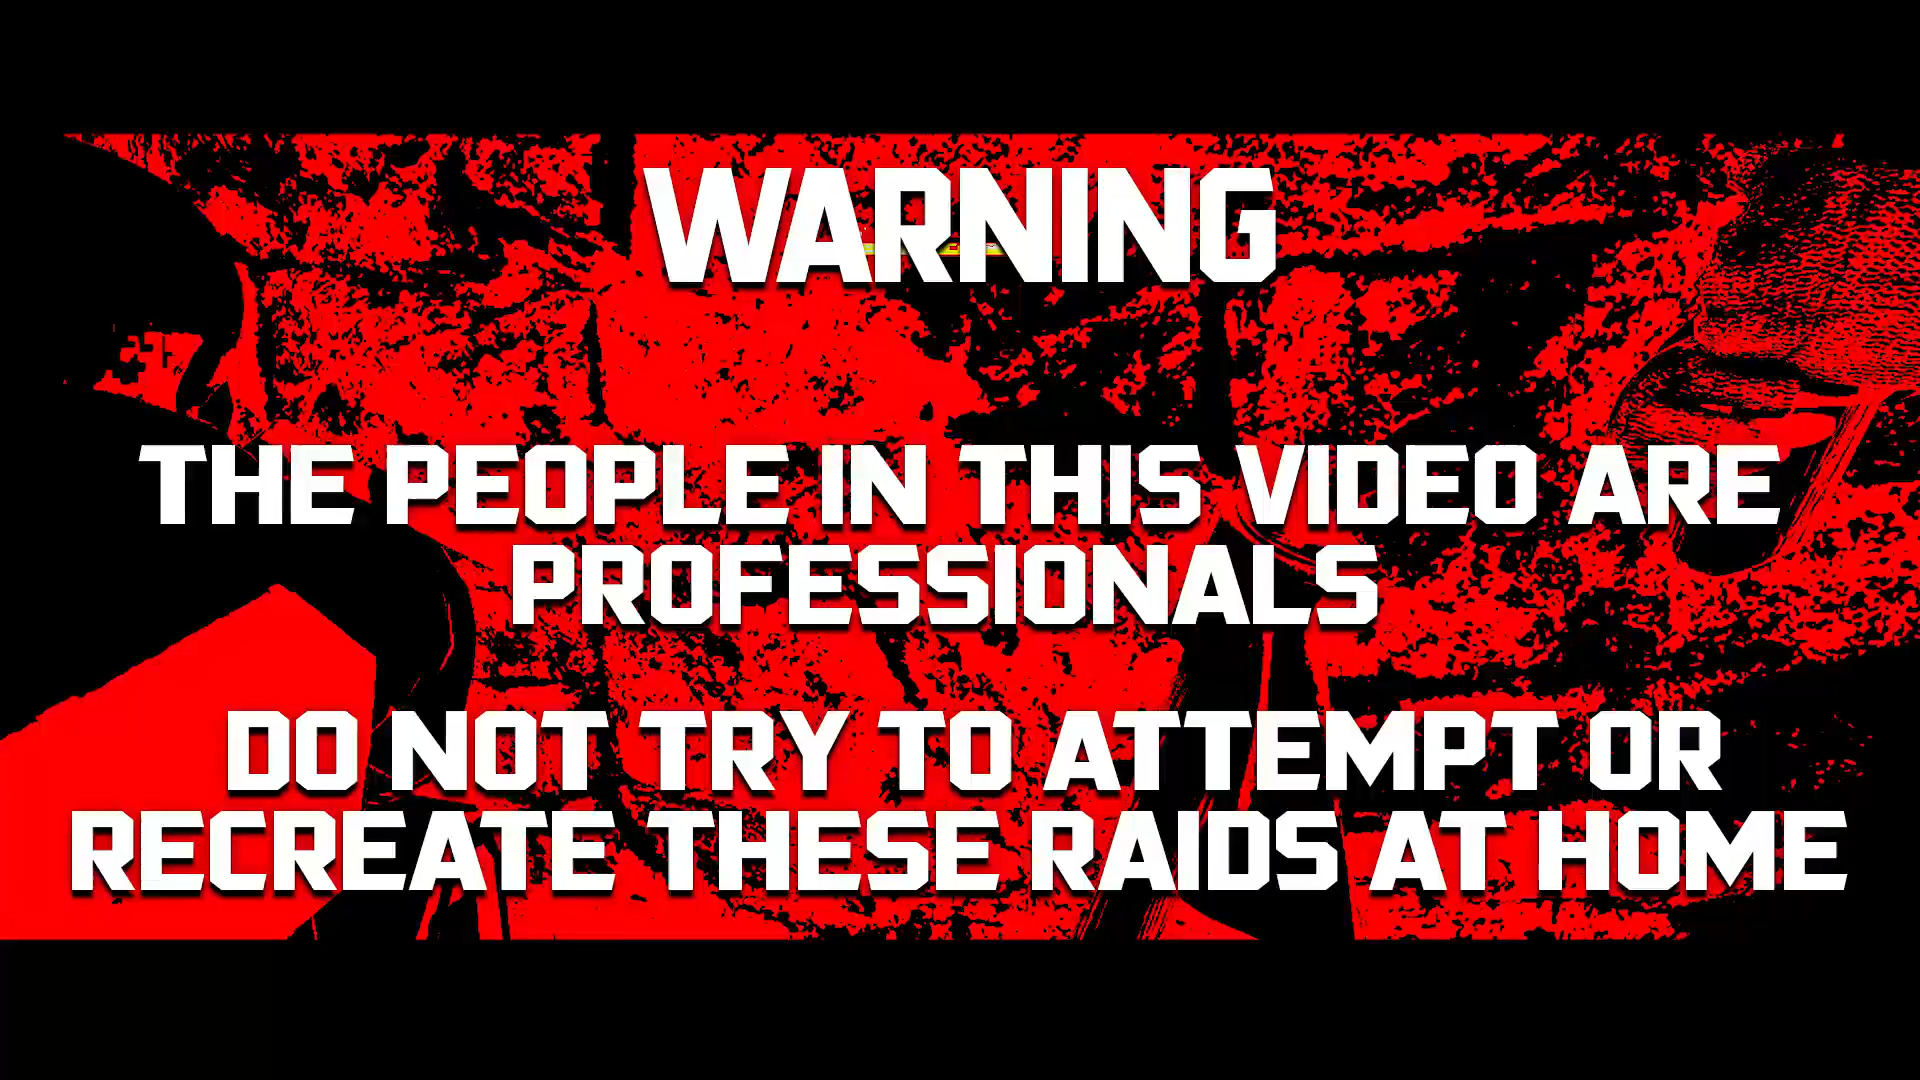 WARNING
THE PEOPLE IN THIS VIDEO ARE
PROFESSIONALS
DO NOT TRY TO ATTEMPT OR
RECREATE THESE RAIDS AT HOME